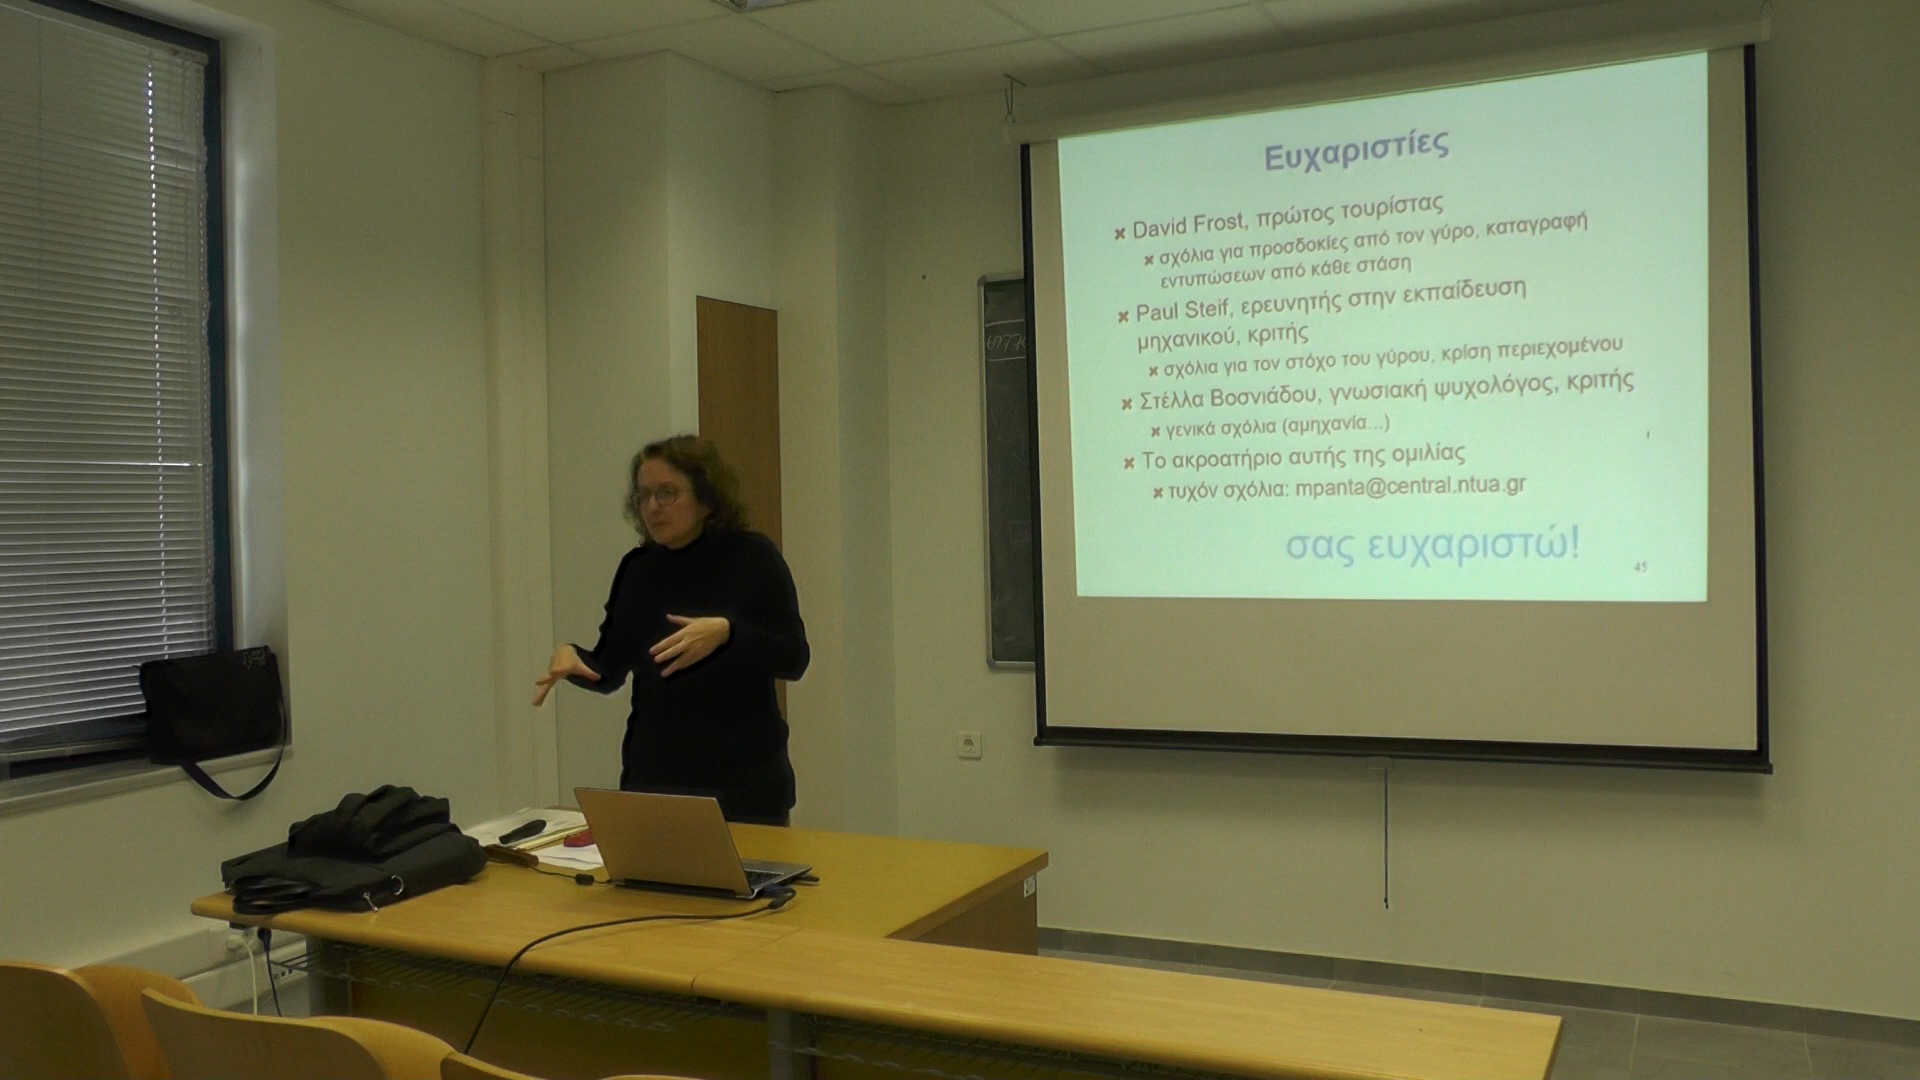 Ευχαριστίες
David Frost, πρώτος τουρίστας
σχόλια για προσδοκίες από τον γύρο, καταγραφή
εντυπώσεων από κάθε στάση
Paul Steif, ερευνητής στην εκπαίδευση
μηχανικού, κριτής
σχόλια για τον στόχο του γύρου, κρίση περιεχομένου
Στέλλα Βοσνιάδου, γνωσιακή ψυχολόγος, κριτής
γενικά σχόλια (αμηχανία...)
Το ακροατήριο αυτής της ομιλίας
τυχόν σχόλια: mpanta@central.ntua.gr
σας ευχαριστώ!
45